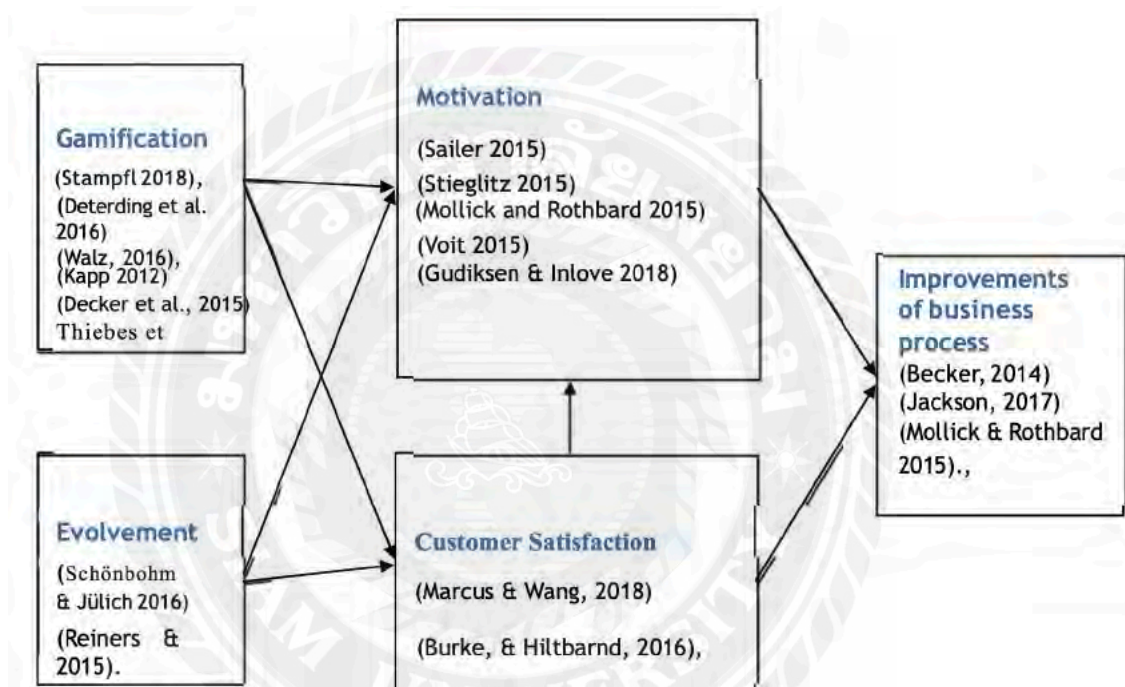 Gamification
(Stampfl 2018),
(Deterding et al.
2016)
(Walz, 2016),
(Kapp 2012)
(Decker et al., 2015)
Thiebes et
Evolvement
(Schönbohm
& Jülich 2016)
(Reiners &
2015).
Motivation
(Sailer 2015)
(Stieglitz 2015)
(Mollick and Rothbard 2015)
(Voit 2015)
(Gudiksen & Inlove 2018)
Customer Satisfaction
(Marcus & Wang, 2018)
(Burke, & Hiltbarnd, 2016),
Improvements
of business
process
(Becker, 2014)
(Jackson, 2017)
(Mollick & Rothbard
2015).,
SIAM UNIVERSITY